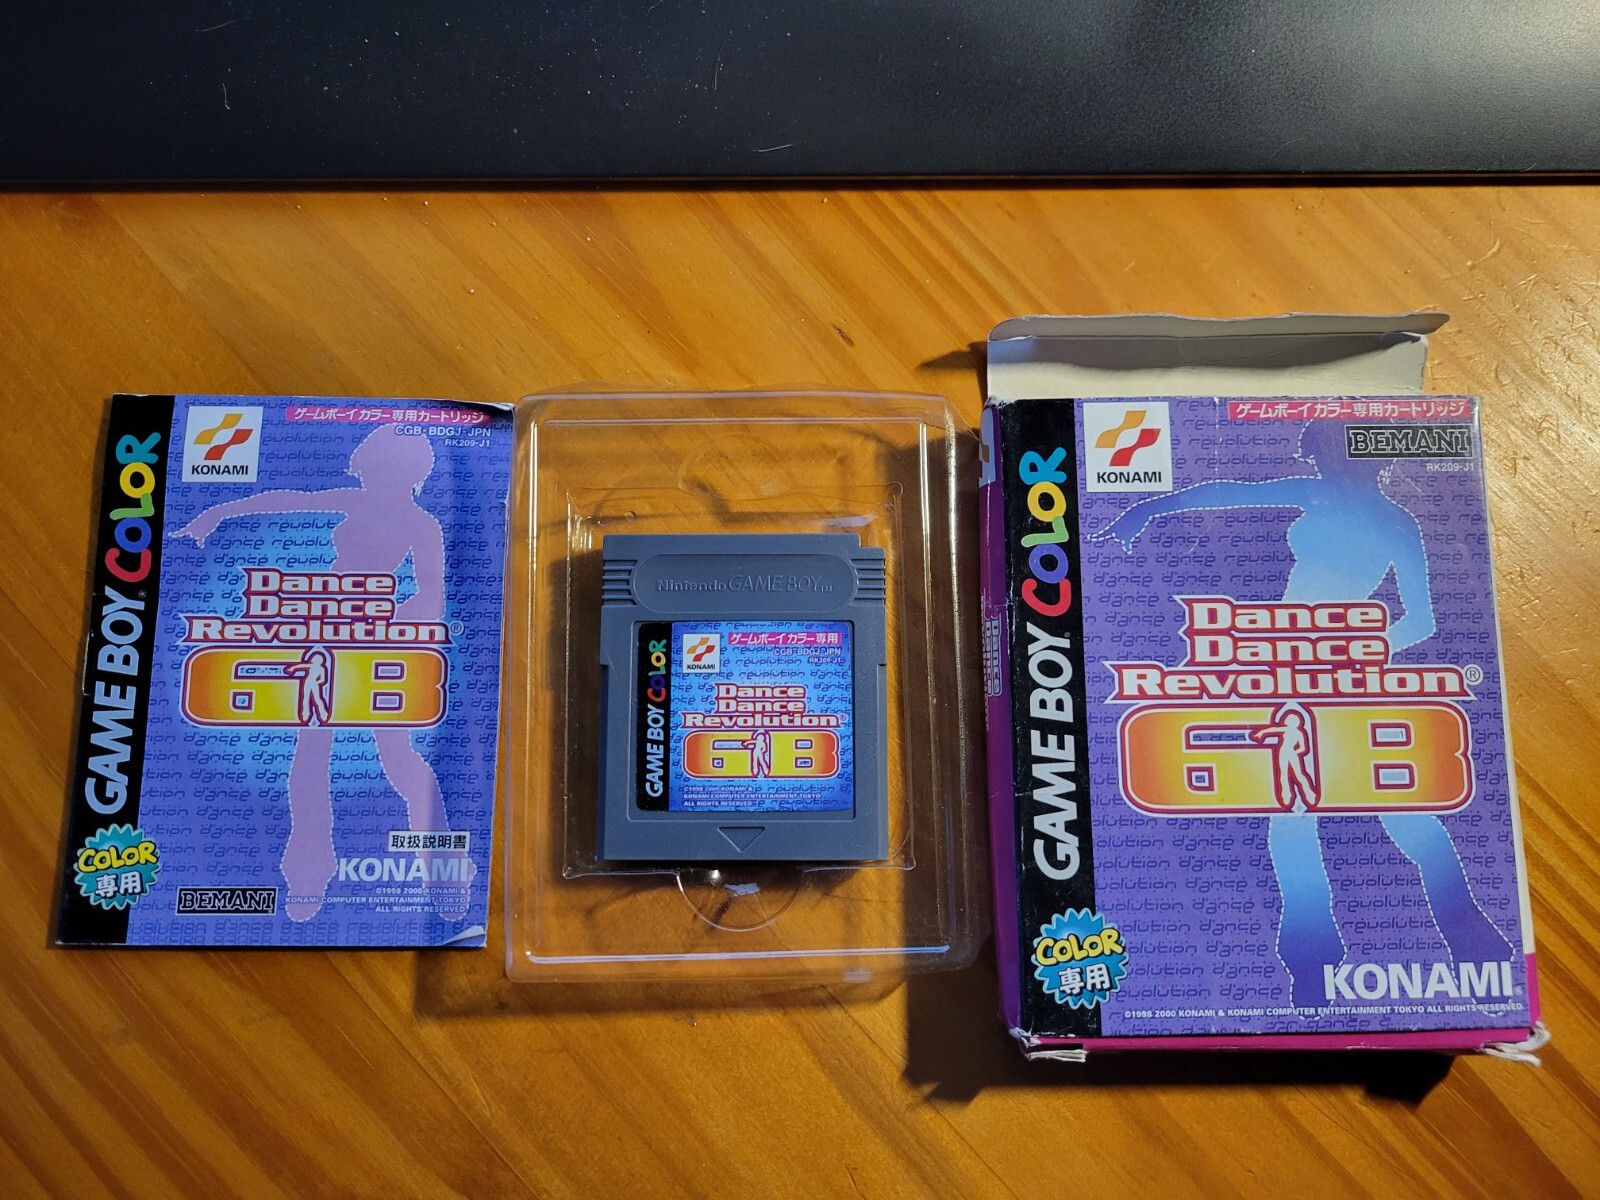 GAME BOY COLOR
KONAMI
ゲームボーイカラー専用カートリッジ
CGB-BDGJ-JPN
RK209-J1
Dance
Dance
Revolution®
GB
取扱説明書
KONAMI
©1998 2000 KONAMI &
KONAMI COMPUTER ENTERTAINMENT TOKYO
ALL RIGHTS RESERVED.
BEMANI
COLOR
専用
Nintendo GAME BOY TM
GAME BOY COLOR
KONAMI
ゲームボーイカラー専用
CGB-BDGJ-JPN
RK209-J1
Dance
Dance
Revolution®
GB
©1998 2000 KONAMI &
KONAMI COMPUTER ENTERTAINMENT TOKYO
ALL RIGHTS RESERVED
GAME BOY COLOR
KONAMI
ゲームボーイカラー専用カートリッジ
BEMANI
RK209-J1
Dance
Dance
Revolution®
GB
COLOR
専用
KONAMI®
©1998 2000 KONAMI & KONAMI COMPUTER ENTERTAINMENT TOKYO ALL RIGHTS RESERVED.